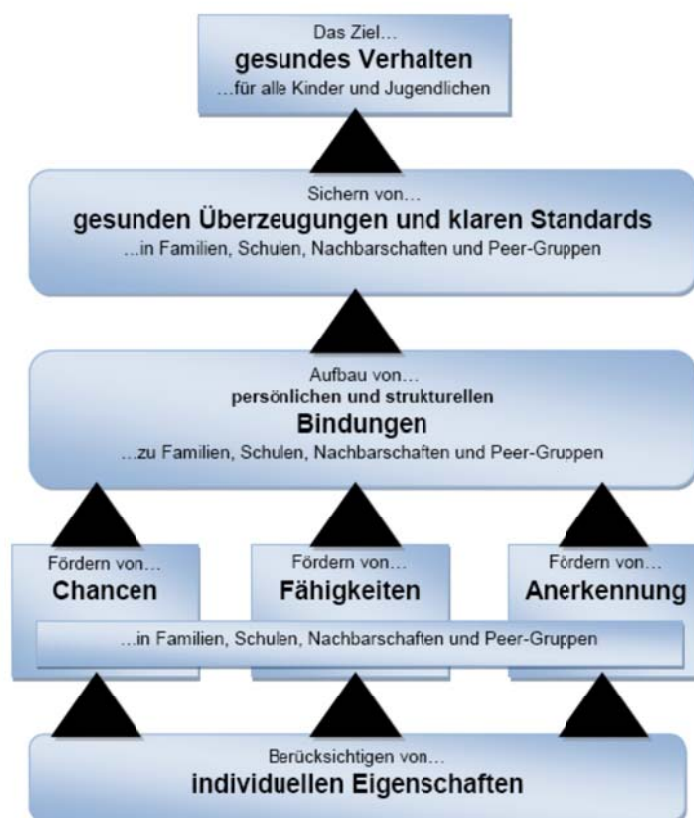 Das Ziel…
gesundes Verhalten
…für alle Kinder und Jugendlichen
Sichern von…
gesunden Überzeugungen und klaren Standards
…in Familien, Schulen, Nachbarschaften und Peer-Gruppen
Aufbau von…
persönlichen und strukturellen
Bindungen
…zu Familien, Schulen, Nachbarschaften und Peer-Gruppen
Fördern von…
Chancen
Fördern von…
Fähigkeiten
Fördern von…
Anerkennung
…in Familien, Schulen, Nachbarschaften und Peer-Gruppen
Berücksichtigen von…
individuellen Eigenschaften